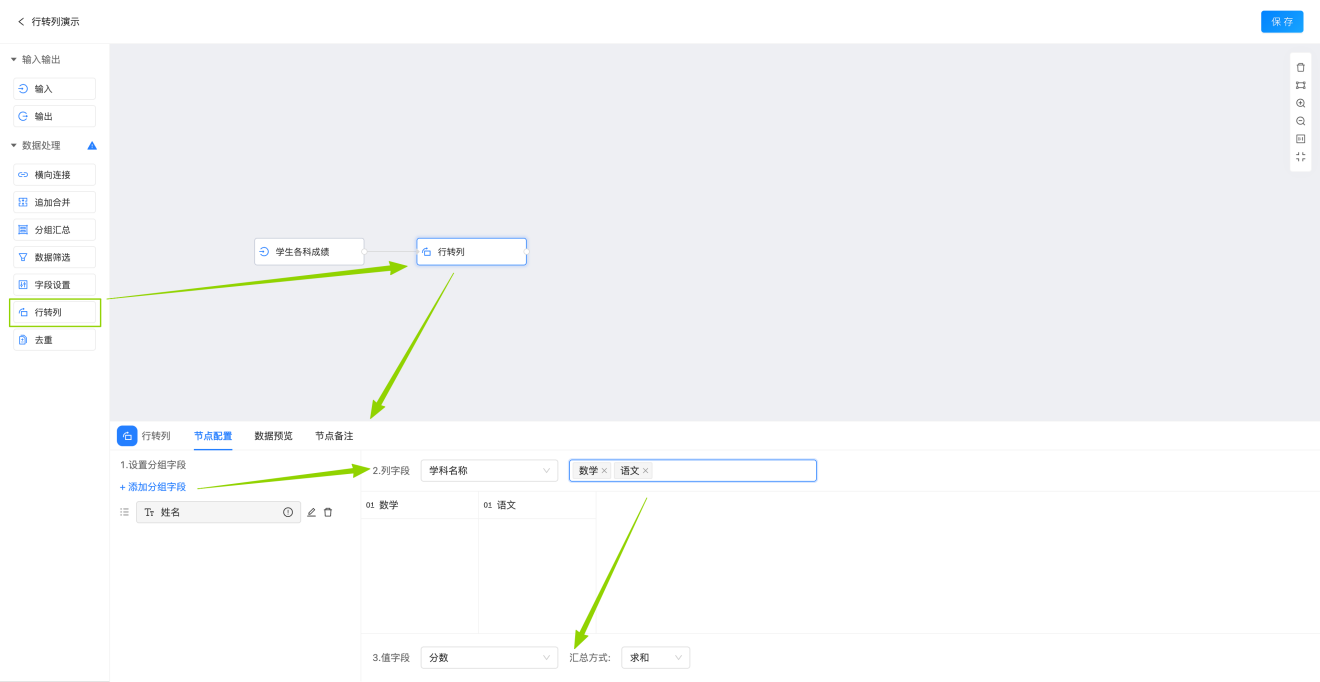 行转列演示
保存
输入输出
输入
输出
数据处理
横向连接
追加合并
分组汇总
数据筛选
字段设置
行转列
去重
学生各科成绩
行转列
行转列 节点配置 数据预览 节点备注
1.设置分组字段
+ 添加分组字段
Tт 姓名
2.列字段 学科名称 数学 × 语文 ×
01 数学 01 语文
3.值字段 分数 汇总方式: 求和